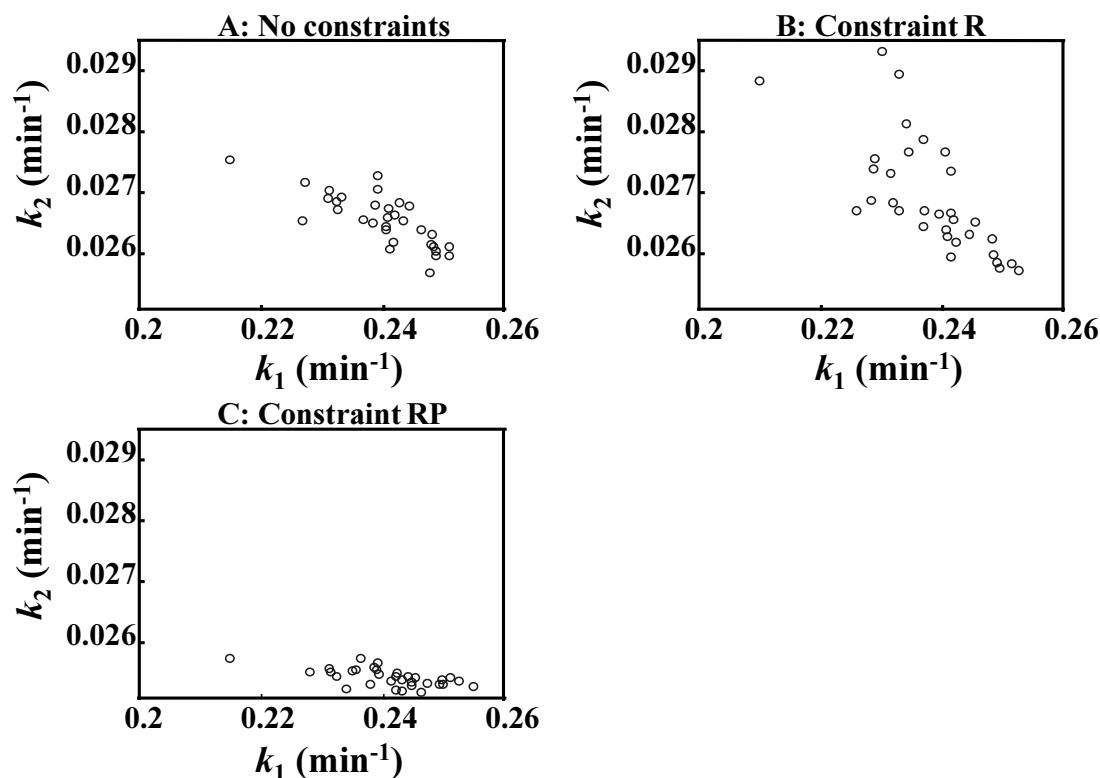 A: No constraints
0.029
0.028
0.027
0.026
k2 (min-1)
0.2 0.22 0.24 0.26
k1 (min-1)
B: Constraint R
0.029
0.028
0.027
0.026
k2 (min-1)
0.2 0.22 0.24 0.26
k1 (min-1)
C: Constraint RP
0.029
0.028
0.027
0.026
k2 (min-1)
0.2 0.22 0.24 0.26
k1 (min-1)